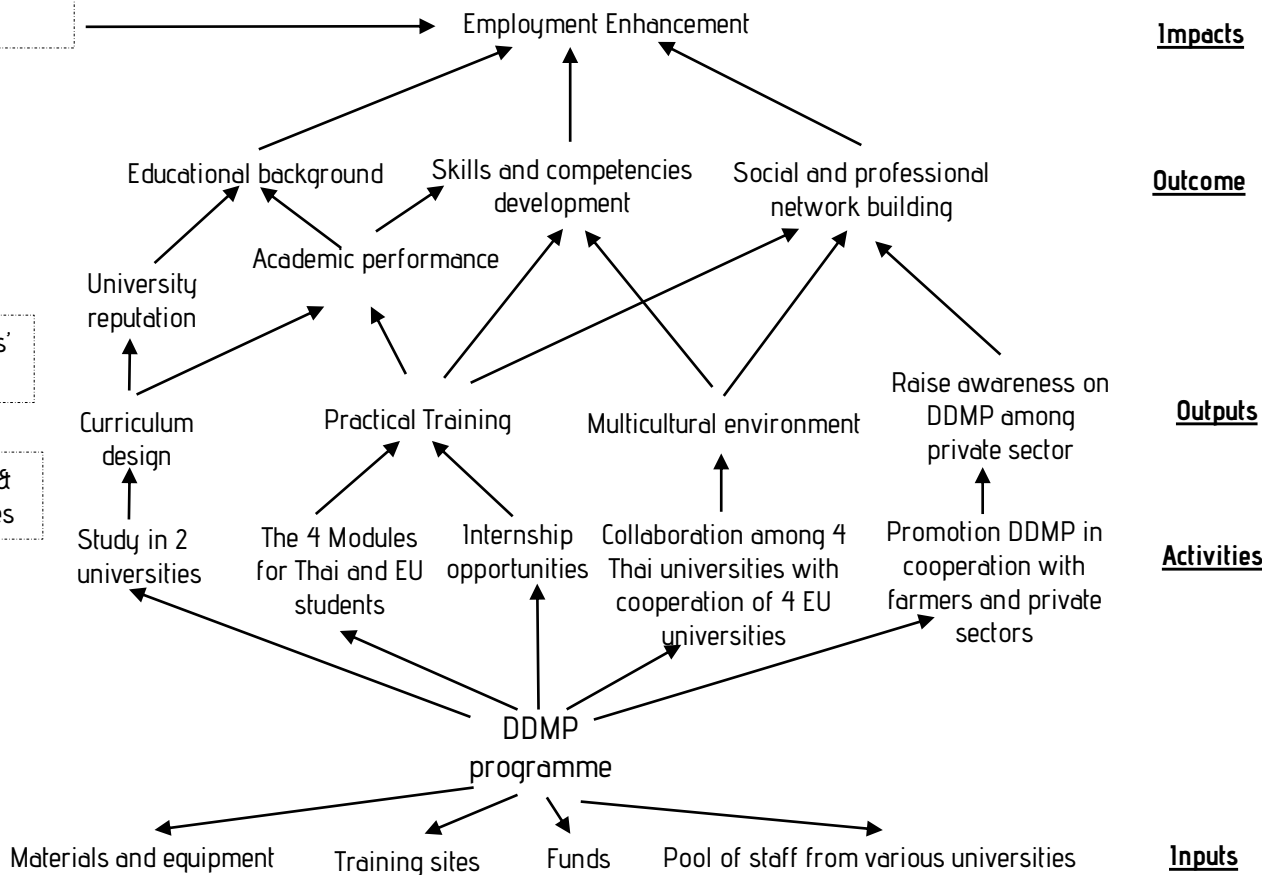 Employment Enhancement
Impacts
Educational background
Skills and competencies
development
Social and professional
network building
Outcome
Academic performance
University
reputation
Curriculum
design
Practical Training
Multicultural environment
Raise awareness on
DDMP among
private sector
Outputs
&
Study in 2
universities
The 4 Modules
for Thai and EU
students
Internship
opportunities
Collaboration among 4
Thai universities with
cooperation of 4 EU
universities
Promotion DDMP in
cooperation with
farmers and private
sectors
Activities
DDMP
programme
Materials and equipment
Training sites
Funds
Pool of staff from various universities
Inputs